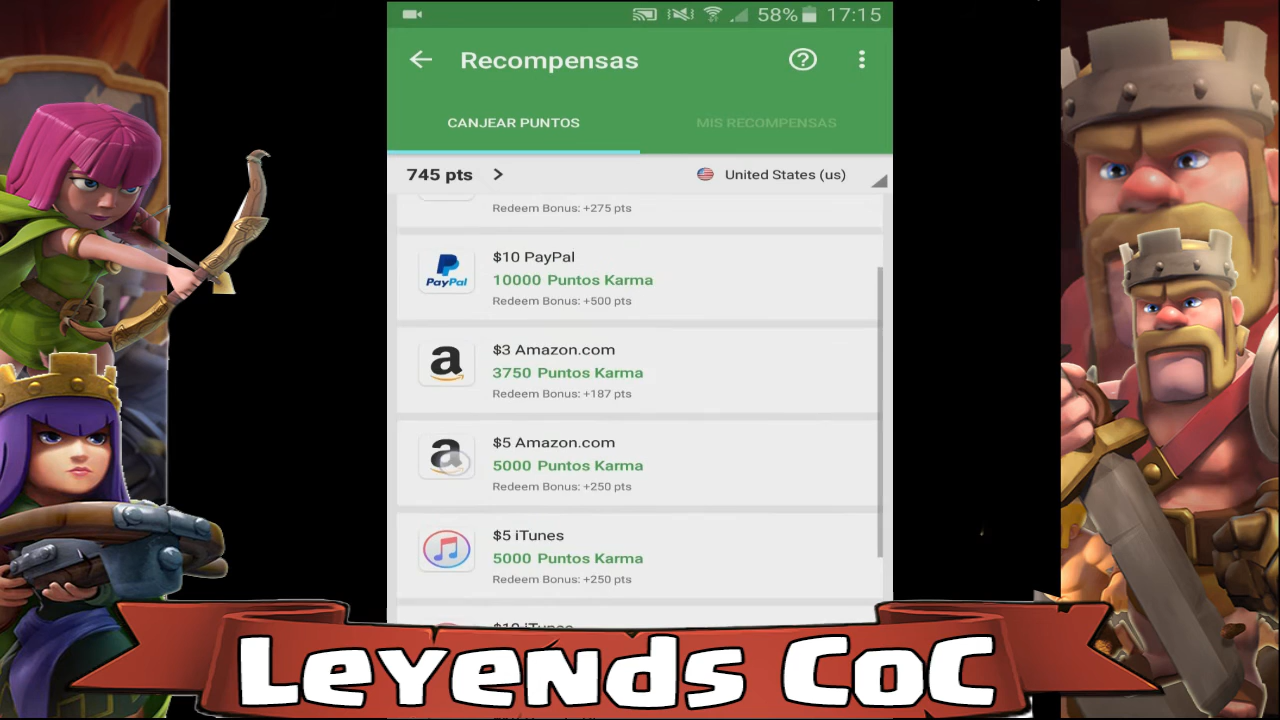 58% 17:15
Recompensas
CANJEAR PUNTOS MIS RECOMPENSAS
745 pts United States (us)
Redeem Bonus: +275 pts
$10 PayPal
PayPal
10000 Puntos Karma
Redeem Bonus: +500 pts
$3 Amazon.com
3750 Puntos Karma
Redeem Bonus: +187 pts
$5 Amazon.com
5000 Puntos Karma
Redeem Bonus: +250 pts
$5 iTunes
5000 Puntos Karma
Redeem Bonus: +250 pts
$10 iTunes
Leyends CoC